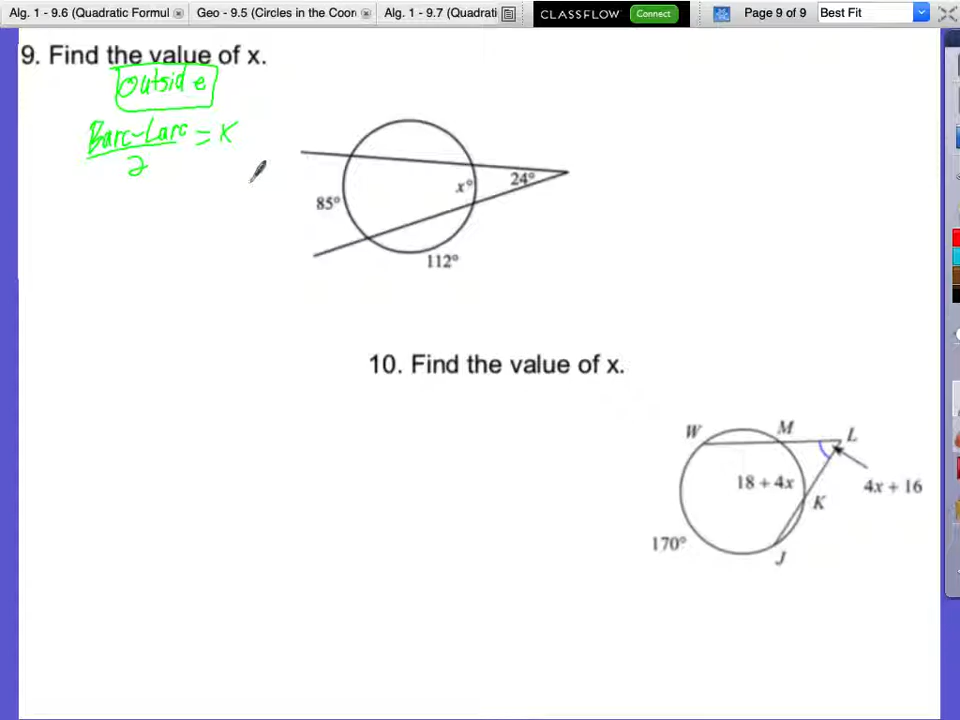 Alg. 1 - 9.6 (Quadratic Formul
Geo - 9.5 (Circles in the Coor
Alg. 1 - 9.7 (Quadrati
CLASSFLOW
Connect
Page 9 of 9
Best Fit
9. Find the value of x.
Outside
Barc-Larc = x
2
x°
24°
85°
112°
10. Find the value of x.
W
M
L
18 + 4x
4x + 16
K
170°
J